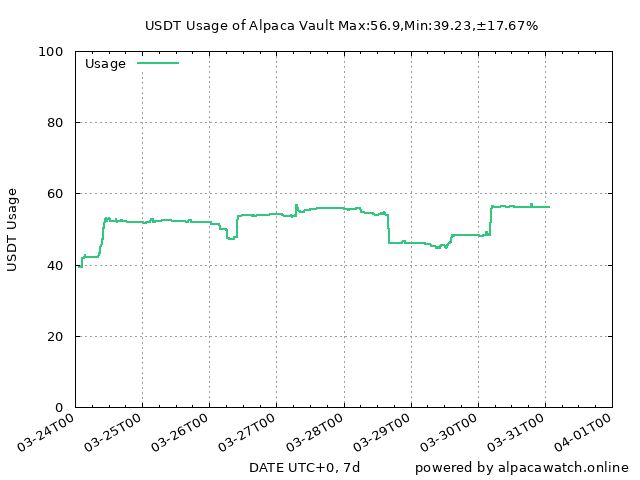 USDT Usage of Alpaca Vault Max:56.9,Min:39.23,±17.67%
100
Usage
80
60
USDT Usage
40
20
0
03-24T00 03-25T00 03-26T00 03-27T00 03-28T00 03-29T00 03-30T00 03-31T00 04-01T00
DATE UTC+0, 7d powered by alpacawatch.online